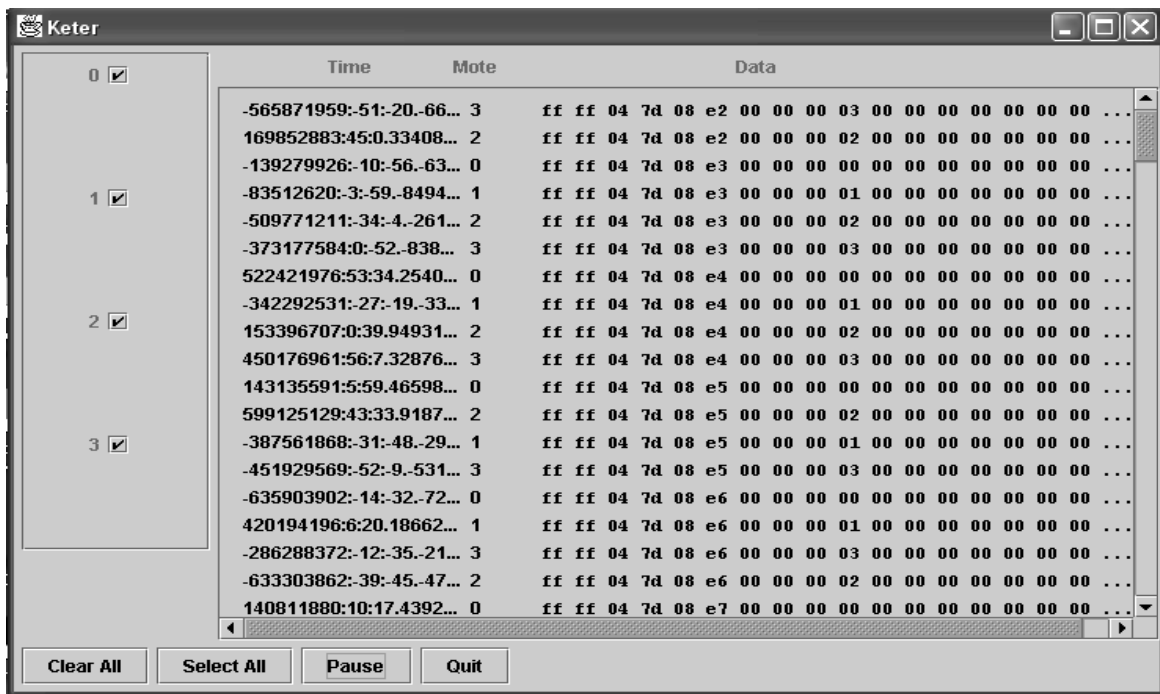 Keter
0
1
2
3
Time Mote Data
-565871959:-51:-20.-66... 3 ff ff 04 7d 08 e2 00 00 00 03 00 00 00 00 00 00 ...
169852883:45:0.33408... 2 ff ff 04 7d 08 e2 00 00 00 02 00 00 00 00 00 00 ...
-139279926:-10:-56.-63... 0 ff ff 04 7d 08 e3 00 00 00 00 00 00 00 00 00 00 ...
-83512620:-3:-59.-8494... 1 ff ff 04 7d 08 e3 00 00 00 01 00 00 00 00 00 00 ...
-509771211:-34:-4.-261... 2 ff ff 04 7d 08 e3 00 00 00 02 00 00 00 00 00 00 ...
-373177584:0:-52.-838... 3 ff ff 04 7d 08 e3 00 00 00 03 00 00 00 00 00 00 ...
522421976:53:34.2540... 0 ff ff 04 7d 08 e4 00 00 00 00 00 00 00 00 00 00 ...
-342292531:-27:-19.-33... 1 ff ff 04 7d 08 e4 00 00 00 01 00 00 00 00 00 00 ...
153396707:0:39.94931... 2 ff ff 04 7d 08 e4 00 00 00 02 00 00 00 00 00 00 ...
450176961:56:7.32876... 3 ff ff 04 7d 08 e4 00 00 00 03 00 00 00 00 00 00 ...
143135591:5:59.46598... 0 ff ff 04 7d 08 e5 00 00 00 00 00 00 00 00 00 00 ...
599125129:43:33.9187... 2 ff ff 04 7d 08 e5 00 00 00 02 00 00 00 00 00 00 ...
-387561868:-31:-48.-29... 1 ff ff 04 7d 08 e5 00 00 00 01 00 00 00 00 00 00 ...
-451929569:-52:-9.-531... 3 ff ff 04 7d 08 e5 00 00 00 03 00 00 00 00 00 00 ...
-635903902:-14:-32.-72... 0 ff ff 04 7d 08 e6 00 00 00 00 00 00 00 00 00 00 ...
420194196:6:20.18662... 1 ff ff 04 7d 08 e6 00 00 00 01 00 00 00 00 00 00 ...
-286288372:-12:-35.-21... 3 ff ff 04 7d 08 e6 00 00 00 03 00 00 00 00 00 00 ...
-633303862:-39:-45.-47... 2 ff ff 04 7d 08 e6 00 00 00 02 00 00 00 00 00 00 ...
140811880:10:17.4392... 0 ff ff 04 7d 08 e7 00 00 00 00 00 00 00 00 00 00 ...
Clear All Select All Pause Quit